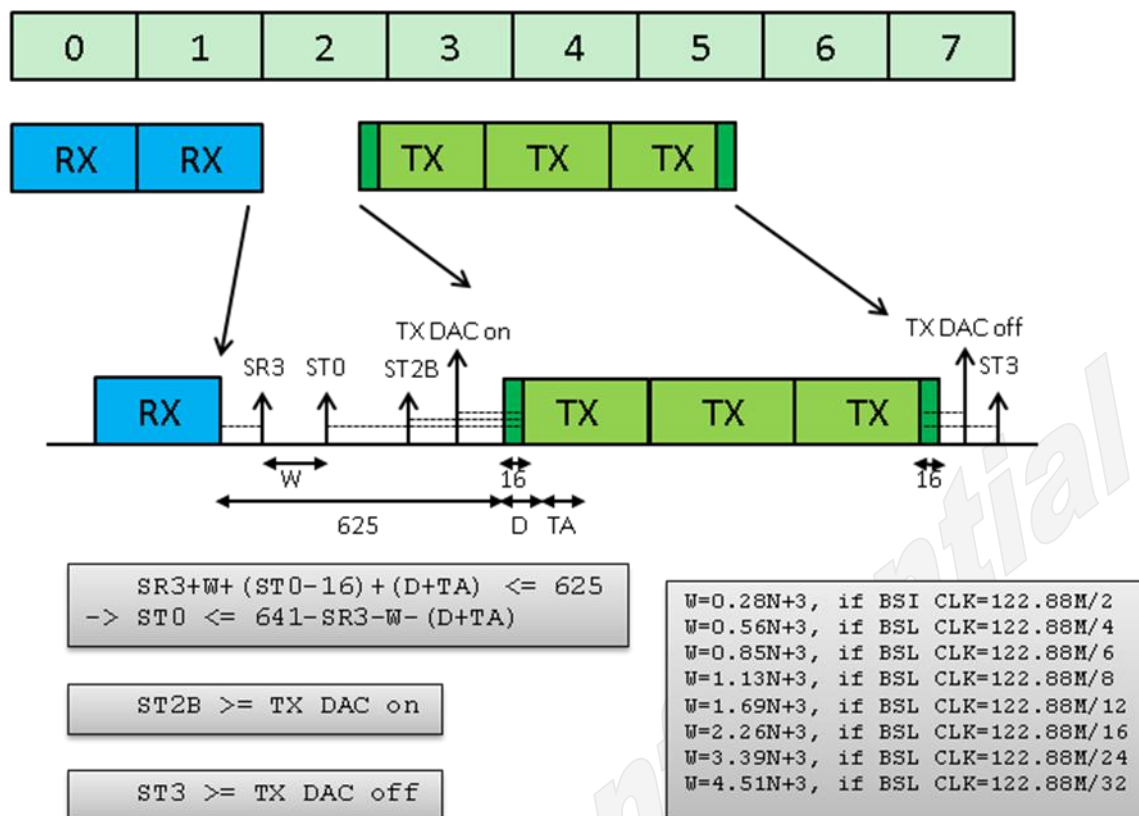 0 1 2 3 4 5 6 7
RX RX TX TX TX
TX DAC on
TX DAC off
SR3 ST0 ST2B ST3
RX TX TX TX
W 16 16
625 D TA
SR3+W+(ST0-16)+(D+TA) <= 625
-> ST0 <= 641-SR3-W-(D+TA)
ST2B >= TX DAC on
ST3 >= TX DAC off
W=0.28N+3, if BSI CLK=122.88M/2
W=0.56N+3, if BSL CLK=122.88M/4
W=0.85N+3, if BSL CLK=122.88M/6
W=1.13N+3, if BSL CLK=122.88M/8
W=1.69N+3, if BSL CLK=122.88M/12
W=2.26N+3, if BSL CLK=122.88M/16
W=3.39N+3, if BSL CLK=122.88M/24
W=4.51N+3, if BSL CLK=122.88M/32